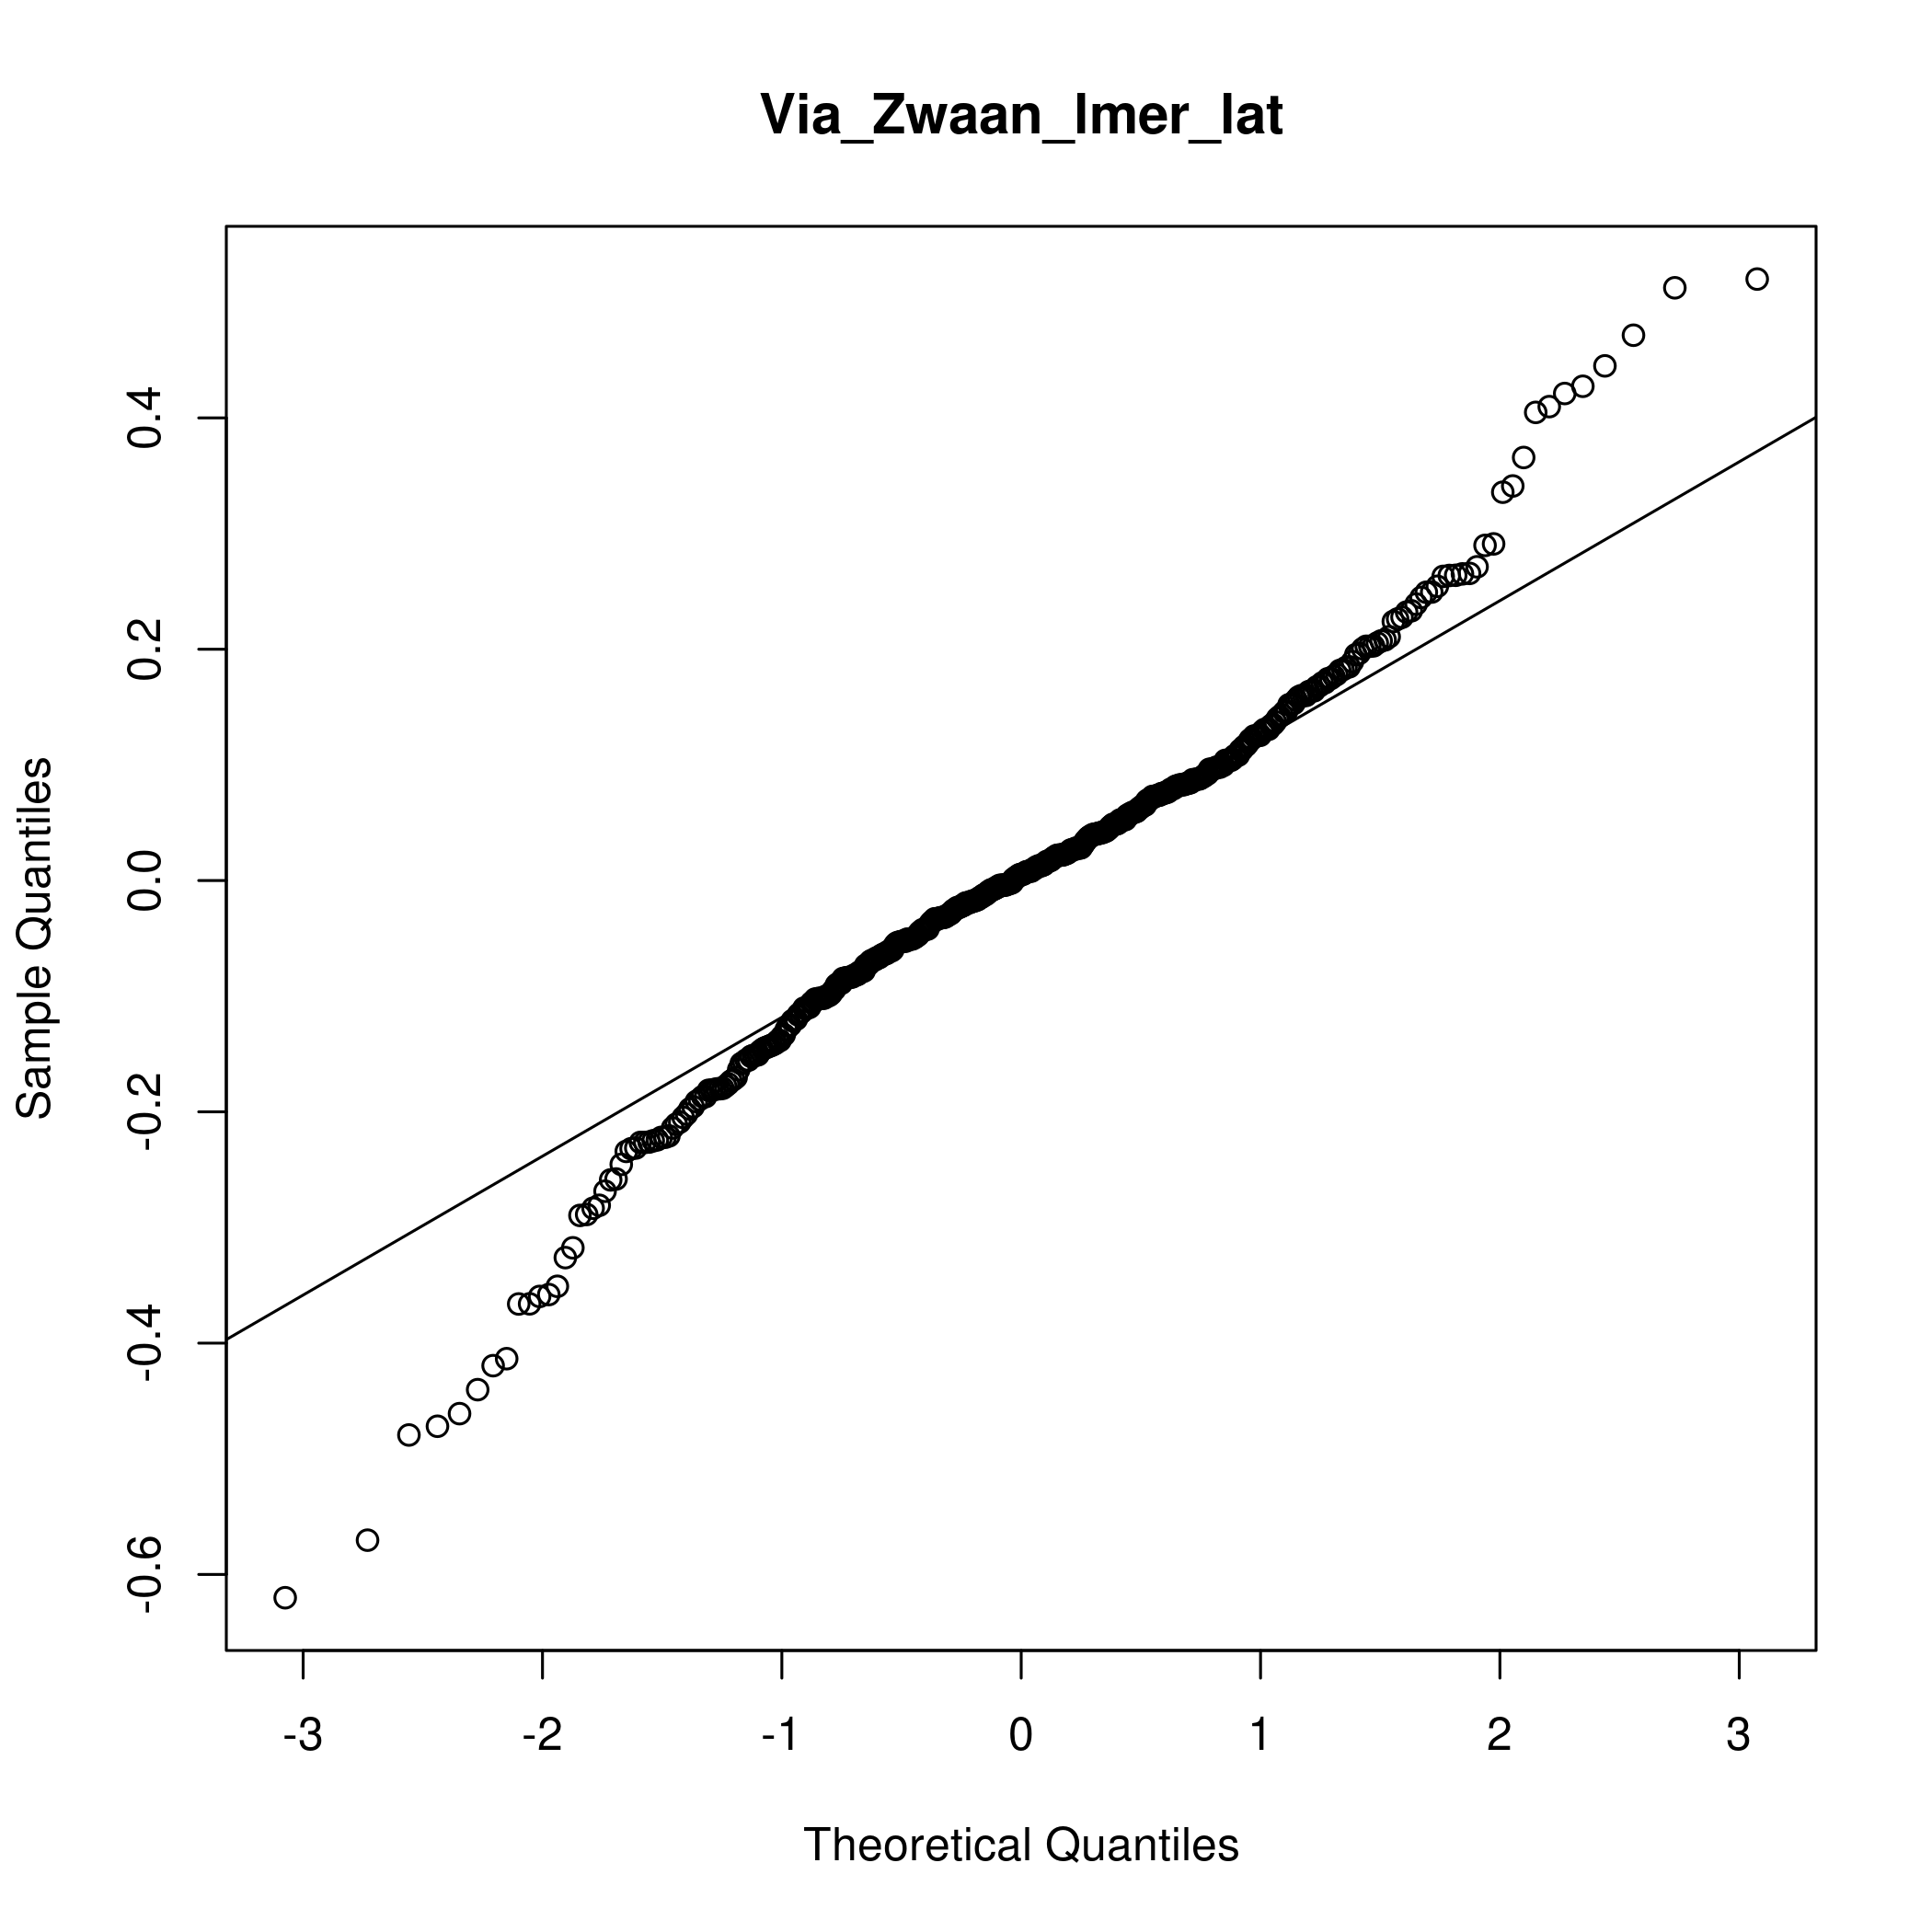 Via_Zwaan_lmer_lat
Sample Quantiles
0.4
0.2
0.0
-0.2
-0.4
-0.6
-3 -2 -1 0 1 2 3
Theoretical Quantiles